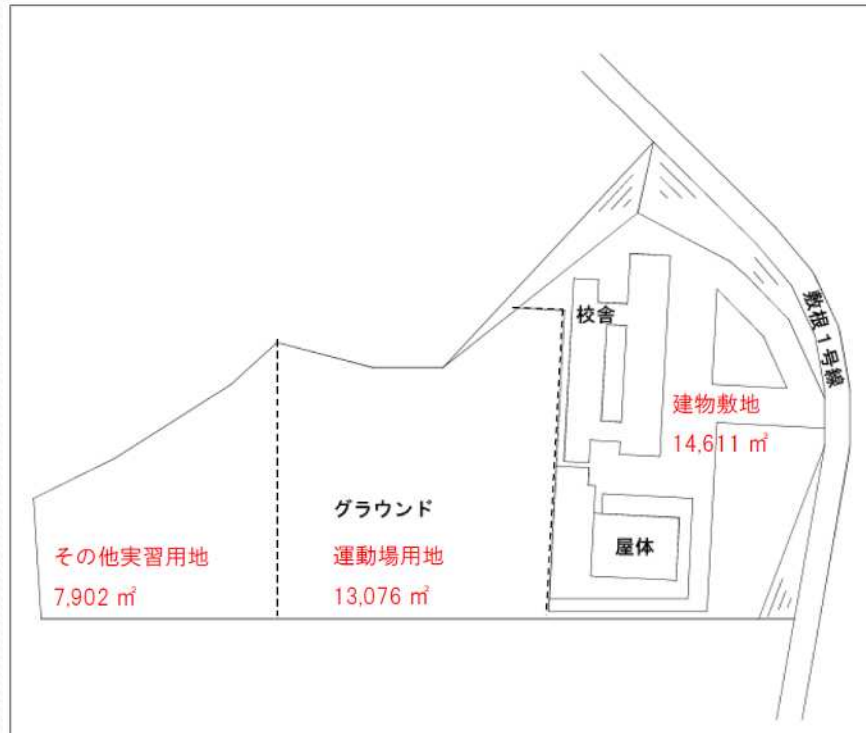 敷根1号線
校舎
建物敷地
14,611 ㎡
グラウンド
その他実習用地
7,902 ㎡
運動場用地
13,076 ㎡
屋体